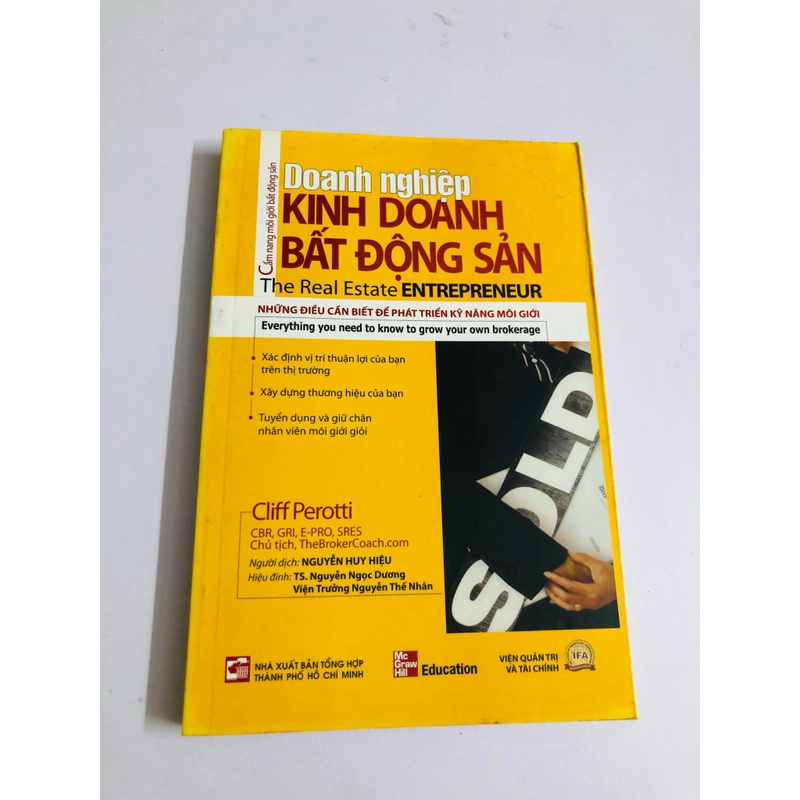 Cẩm nang môi giới bất động sản
Doanh nghiệp
KINH DOANH
BẤT ĐỘNG SẢN
The Real Estate ENTREPRENEUR
NHỮNG ĐIỀU CẦN BIẾT ĐỂ PHÁT TRIỂN KỸ NĂNG MÔI GIỚI
Everything you need to know to grow your own brokerage
Xác định vị trí thuận lợi của bạn
trên thị trường
Xây dựng thương hiệu của bạn
Tuyển dụng và giữ chân
nhân viên môi giới giỏi
SOLD
Cliff Perotti
CBR, GRI, E-PRO, SRES
Chủ tịch, TheBrokerCoach.com
Người dịch: NGUYỄN HUY HIỆU
Hiệu đính: TS. Nguyễn Ngọc Dương
Viện Trưởng Nguyễn Thế Nhân
NHÀ XUẤT BẢN TỔNG HỢP
THÀNH PHỐ HỒ CHÍ MINH
Mc
Graw
Hill
Education
VIỆN QUẢN TRỊ
VÀ TÀI CHÍNH
IFA